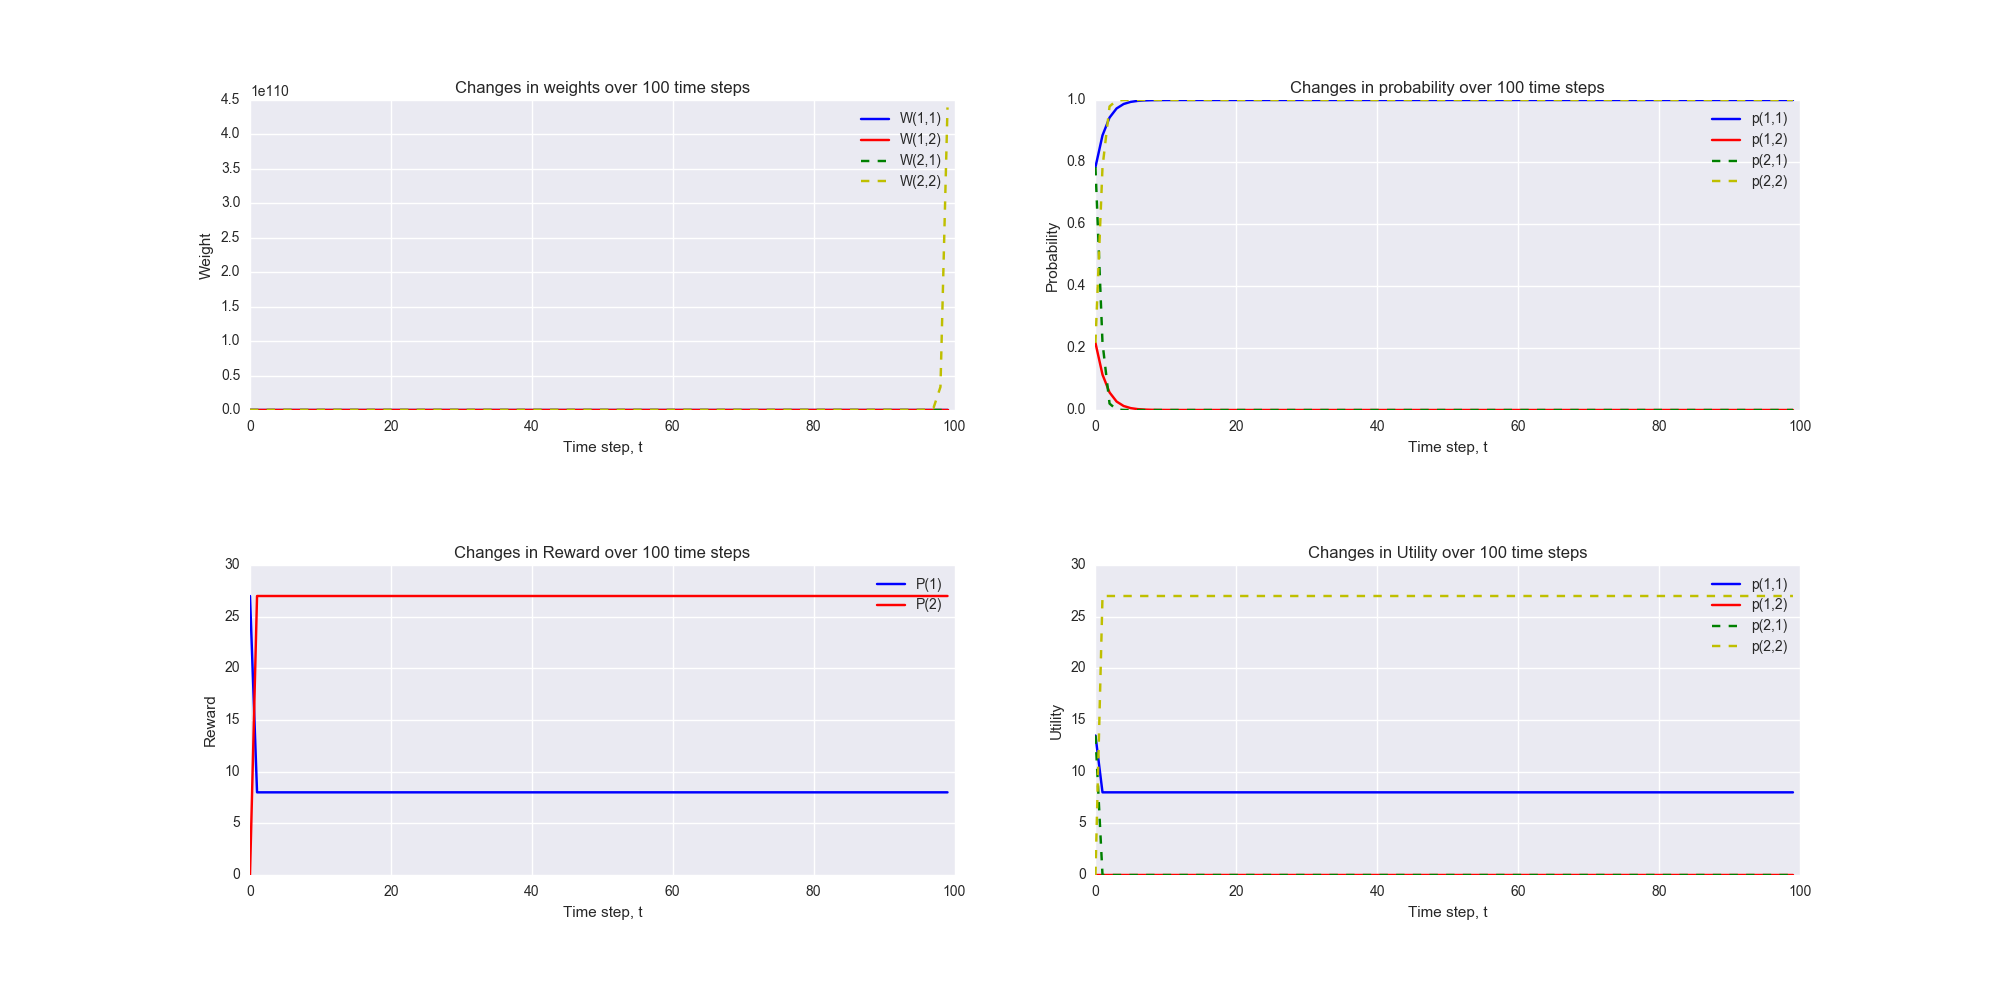 Changes in weights over 100 time steps
1e110
4.5
4.0
3.5
3.0
2.5
2.0
1.5
1.0
0.5
0.0
Weight
W(1,1)
W(1,2)
W(2,1)
W(2,2)
0 20 40 60 80 100
Time step, t
Changes in probability over 100 time steps
1.0
0.8
0.6
0.4
0.2
0.0
Probability
p(1,1)
p(1,2)
p(2,1)
p(2,2)
0 20 40 60 80 100
Time step, t
Changes in Reward over 100 time steps
30
25
20
15
10
5
0
Reward
P(1)
P(2)
0 20 40 60 80 100
Time step, t
Changes in Utility over 100 time steps
30
25
20
15
10
5
0
Utility
p(1,1)
p(1,2)
p(2,1)
p(2,2)
0 20 40 60 80 100
Time step, t